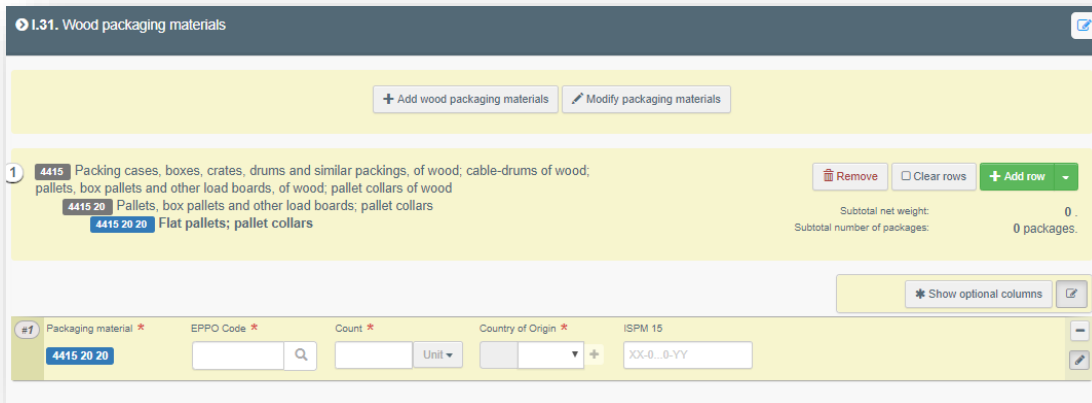 I.31. Wood packaging materials
+ Add wood packaging materials Modify packaging materials
1 4415 Packing cases, boxes, crates, drums and similar packings, of wood; cable-drums of wood;
pallets, box pallets and other load boards, of wood; pallet collars of wood
Remove Clear rows + Add row
4415 20 Pallets, box pallets and other load boards; pallet collars
4415 20 20 Flat pallets; pallet collars
Subtotal net weight: 0 .
Subtotal number of packages: 0 packages.
* Show optional columns
#1 Packaging material * EPPO Code * Count * Country of Origin * ISPM 15
4415 20 20 Unit XX-0...0-YY